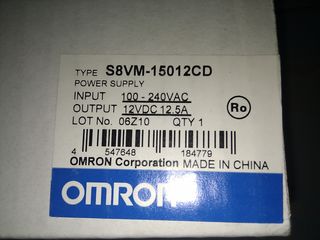 TYPE S8VM-15012CD
POWER SUPPLY
INPUT 100 - 240VAC
OUTPUT 12VDC 12.5A
LOT No. 06Z10 QTY 1
Ro
4 547648 184779
OMRON Corporation MADE IN CHINA
OMRON